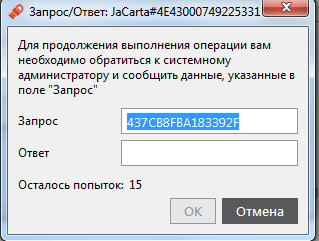 Запрос/Ответ: JaCarta#4E43000749225331
Для продолжения выполнения операции вам
необходимо обратиться к системному
администратору и сообщить данные, указанные в
поле "Запрос"
Запрос 437CB8FBA183392F
Ответ
Осталось попыток: 15
OK Отмена